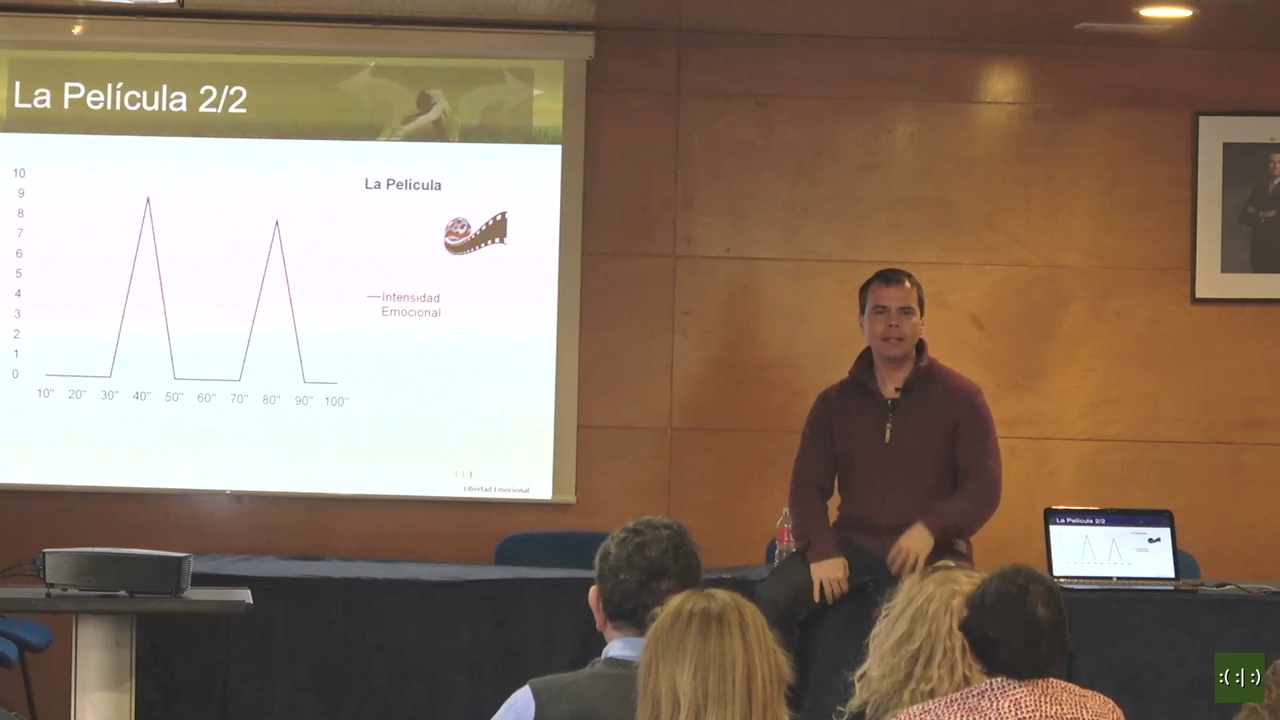 La Película 2/2
10
9
8
7
6
5
4
3
2
1
0
10" 20" 30" 40" 50" 60" 70" 80" 90" 100"
La Película
Intensidad
Emocional
( | )
Libertad Emocional
La Película 2/2
:( :| :)